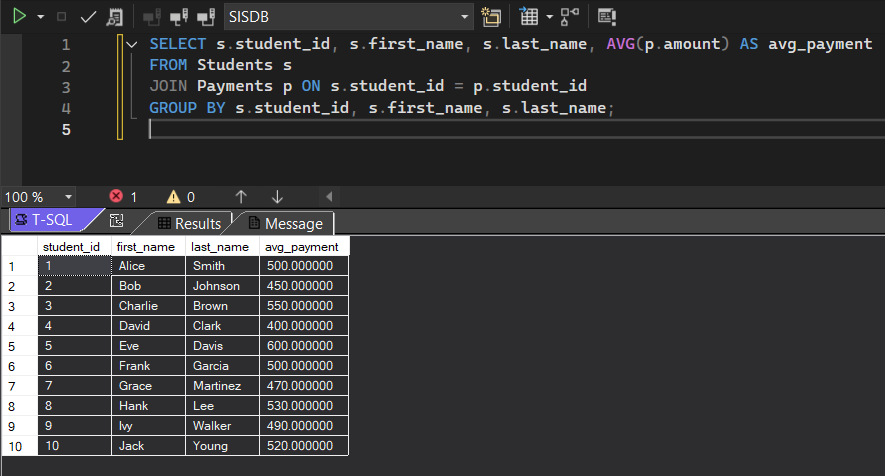 SISDB
1 SELECT s.student_id, s.first_name, s.last_name, AVG(p.amount) AS avg_payment
2 FROM Students s
3 JOIN Payments p ON s.student_id = p.student_id
4 GROUP BY s.student_id, s.first_name, s.last_name;
5
100 % 1 0
T-SQL Results Message
student_id first_name last_name avg_payment
1 1 Alice Smith 500.000000
2 2 Bob Johnson 450.000000
3 3 Charlie Brown 550.000000
4 4 David Clark 400.000000
5 5 Eve Davis 600.000000
6 6 Frank Garcia 500.000000
7 7 Grace Martinez 470.000000
8 8 Hank Lee 530.000000
9 9 Ivy Walker 490.000000
10 10 Jack Young 520.000000